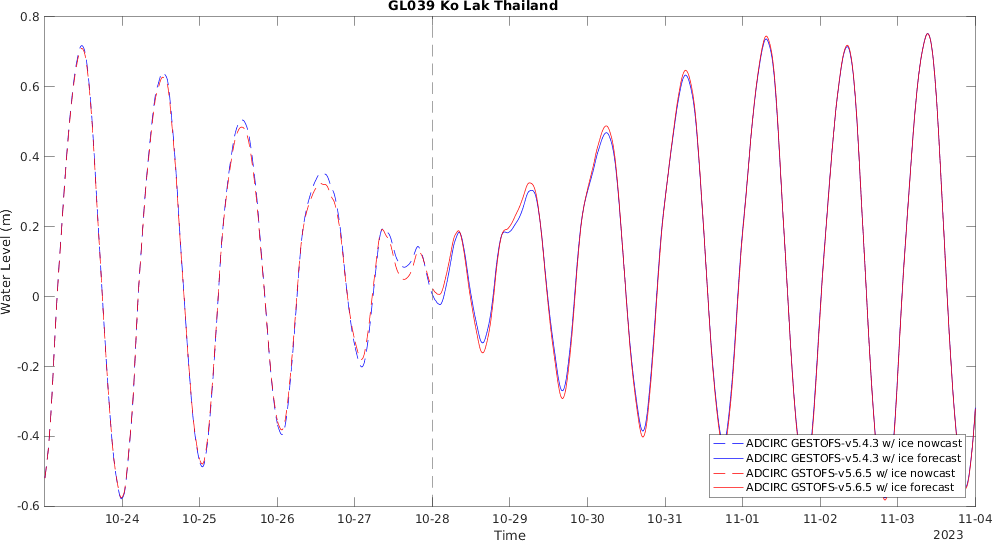 GL039 Ko Lak Thailand
0.8
0.6
0.4
0.2
0
-0.2
-0.4
-0.6
Water Level (m)
ADCIRC GESTOFS-v5.4.3 w/ ice nowcast
ADCIRC GESTOFS-v5.4.3 w/ ice forecast
ADCIRC GSTOFS-v5.6.5 w/ ice nowcast
ADCIRC GSTOFS-v5.6.5 w/ ice forecast
10-24 10-25 10-26 10-27 10-28 10-29 10-30 10-31 11-01 11-02 11-03 11-04
Time
2023